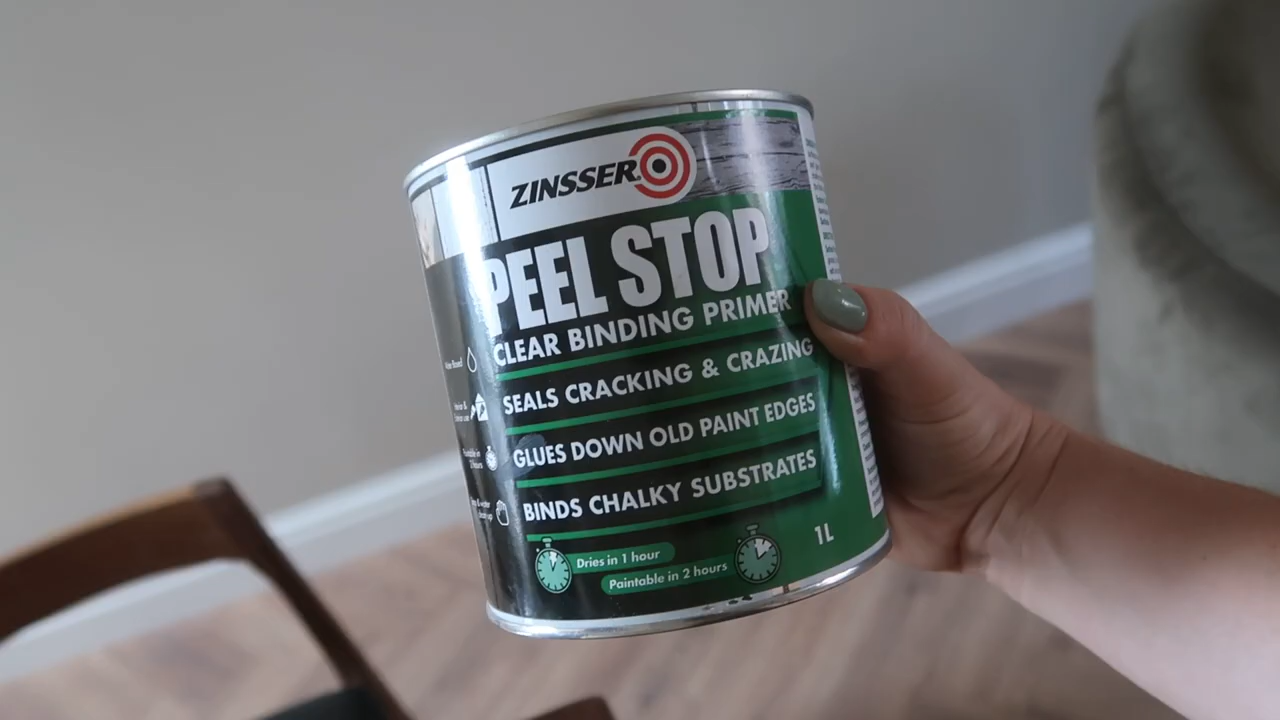 ZINSSER
PEEL STOP
CLEAR BINDING PRIMER
SEALS CRACKING & CRAZING
GLUES DOWN OLD PAINT EDGES
BINDS CHALKY SUBSTRATES
Dries in 1 hour
Paintable in 2 hours
1L